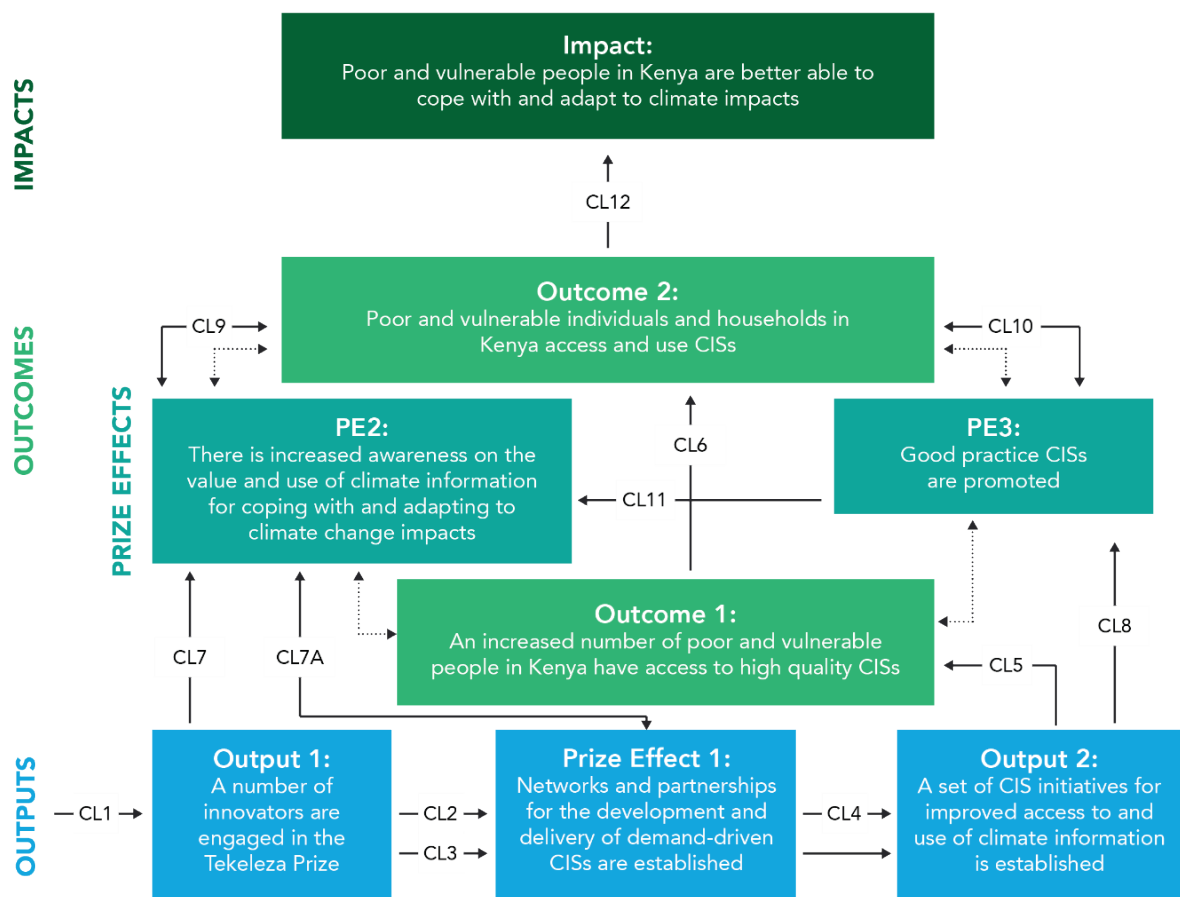 IMPACTS
Impact:
Poor and vulnerable people in Kenya are better able to
cope with and adapt to climate impacts
CL12
OUTCOMES
Outcome 2:
Poor and vulnerable individuals and households in
Kenya access and use CISs
CL9
CL10
PRIZE EFFECTS
PE2:
There is increased awareness on the
value and use of climate information
for coping with and adapting to
climate change impacts
CL6
PE3:
Good practice CISs
are promoted
CL11
Outcome 1:
An increased number of poor and vulnerable
people in Kenya have access to high quality CISs
CL7
CL7A
CL5
CL8
OUTPUTS
CL1
Output 1:
A number of
innovators are
engaged in the
Tekeleza Prize
CL2
CL3
Prize Effect 1:
Networks and partnerships
for the development and
delivery of demand-driven
CISs are established
CL4
Output 2:
A set of CIS initiatives for
improved access to and
use of climate information
is established